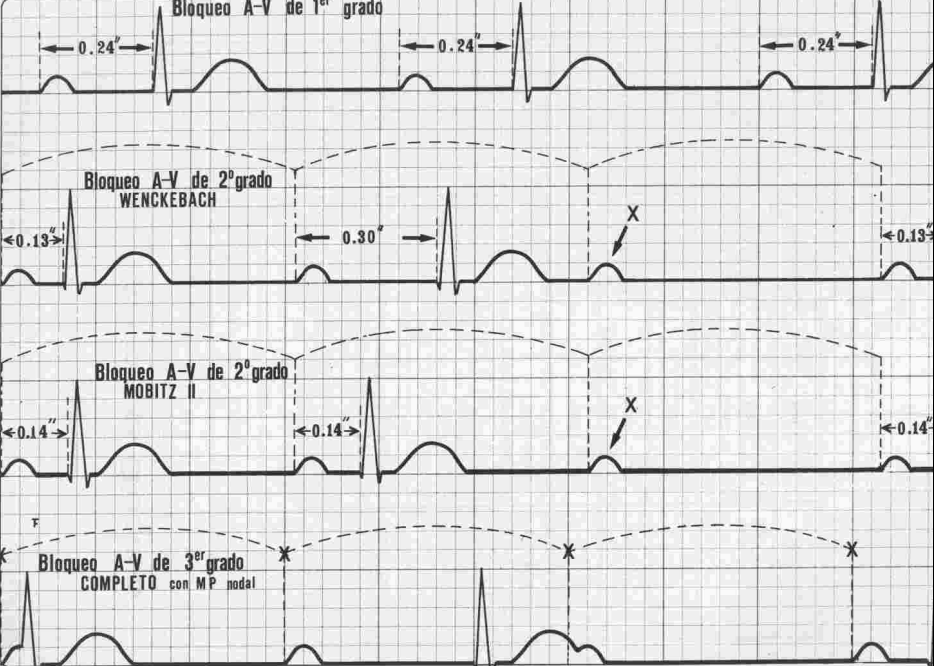 Bloqueo A-V de 1er grado
0.24" 0.24" 0.24"
Bloqueo A-V de 2º grado
WENCKEBACH
X
0.13" 0.30" 0.13"
Bloqueo A-V de 2º grado
MOBITZ II
X
0.14" 0.14 0.14"
F
X X X X
Bloqueo A-V de 3er grado
COMPLETO con MP nodal